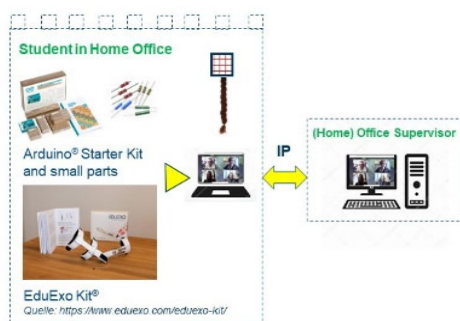 Student in Home Office
Arduino® Starter Kit
and small parts
IP
(Home) Office Supervisor
EduExo Kit®
Quelle: https://www.eduexo.com/eduexo-kit/